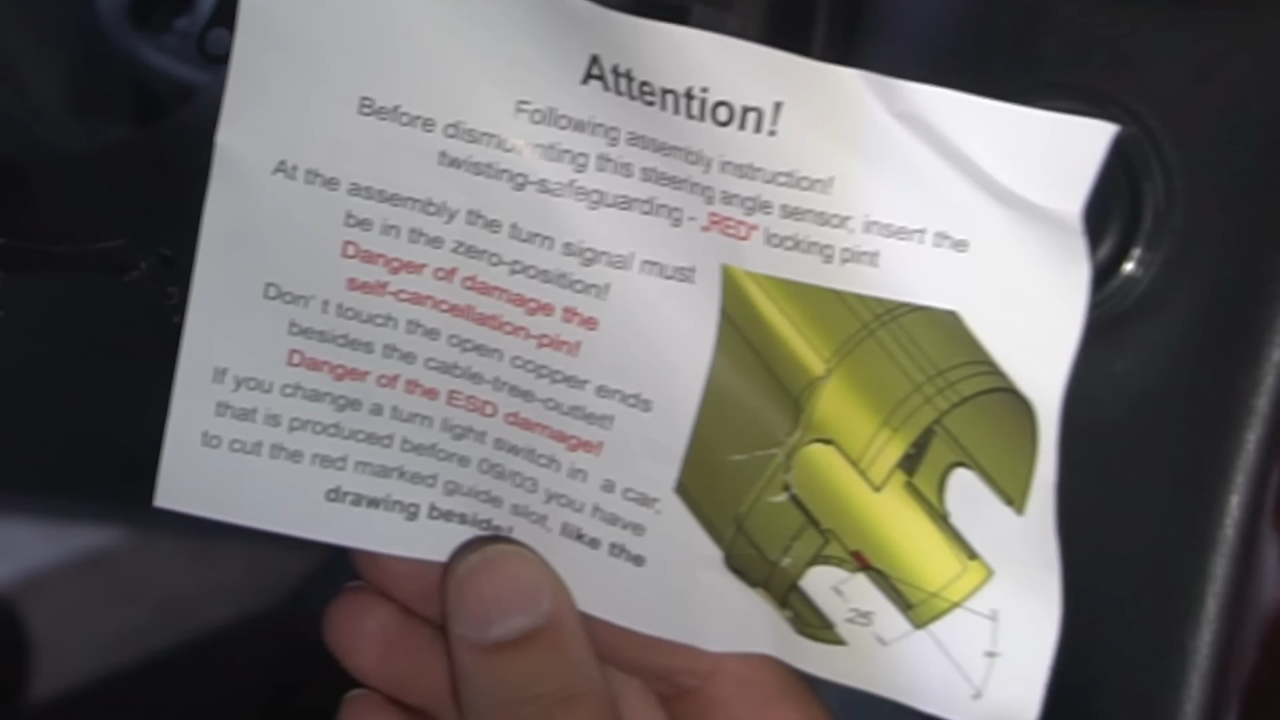 Attention!
Following assembly instruction!
Before dismounting this steering angle sensor, insert the
twisting-safeguarding - „RED" locking pint
At the assembly the turn signal must
be in the zero-position!
Danger of damage the
self-cancellation-pin!
Don' t touch the open copper ends
besides the cable-tree-outlet!
Danger of the ESD damage!
If you change a turn light switch in a car,
that is produced before 09/03 you have
to cut the red marked guide slot, like the
drawing beside!
25